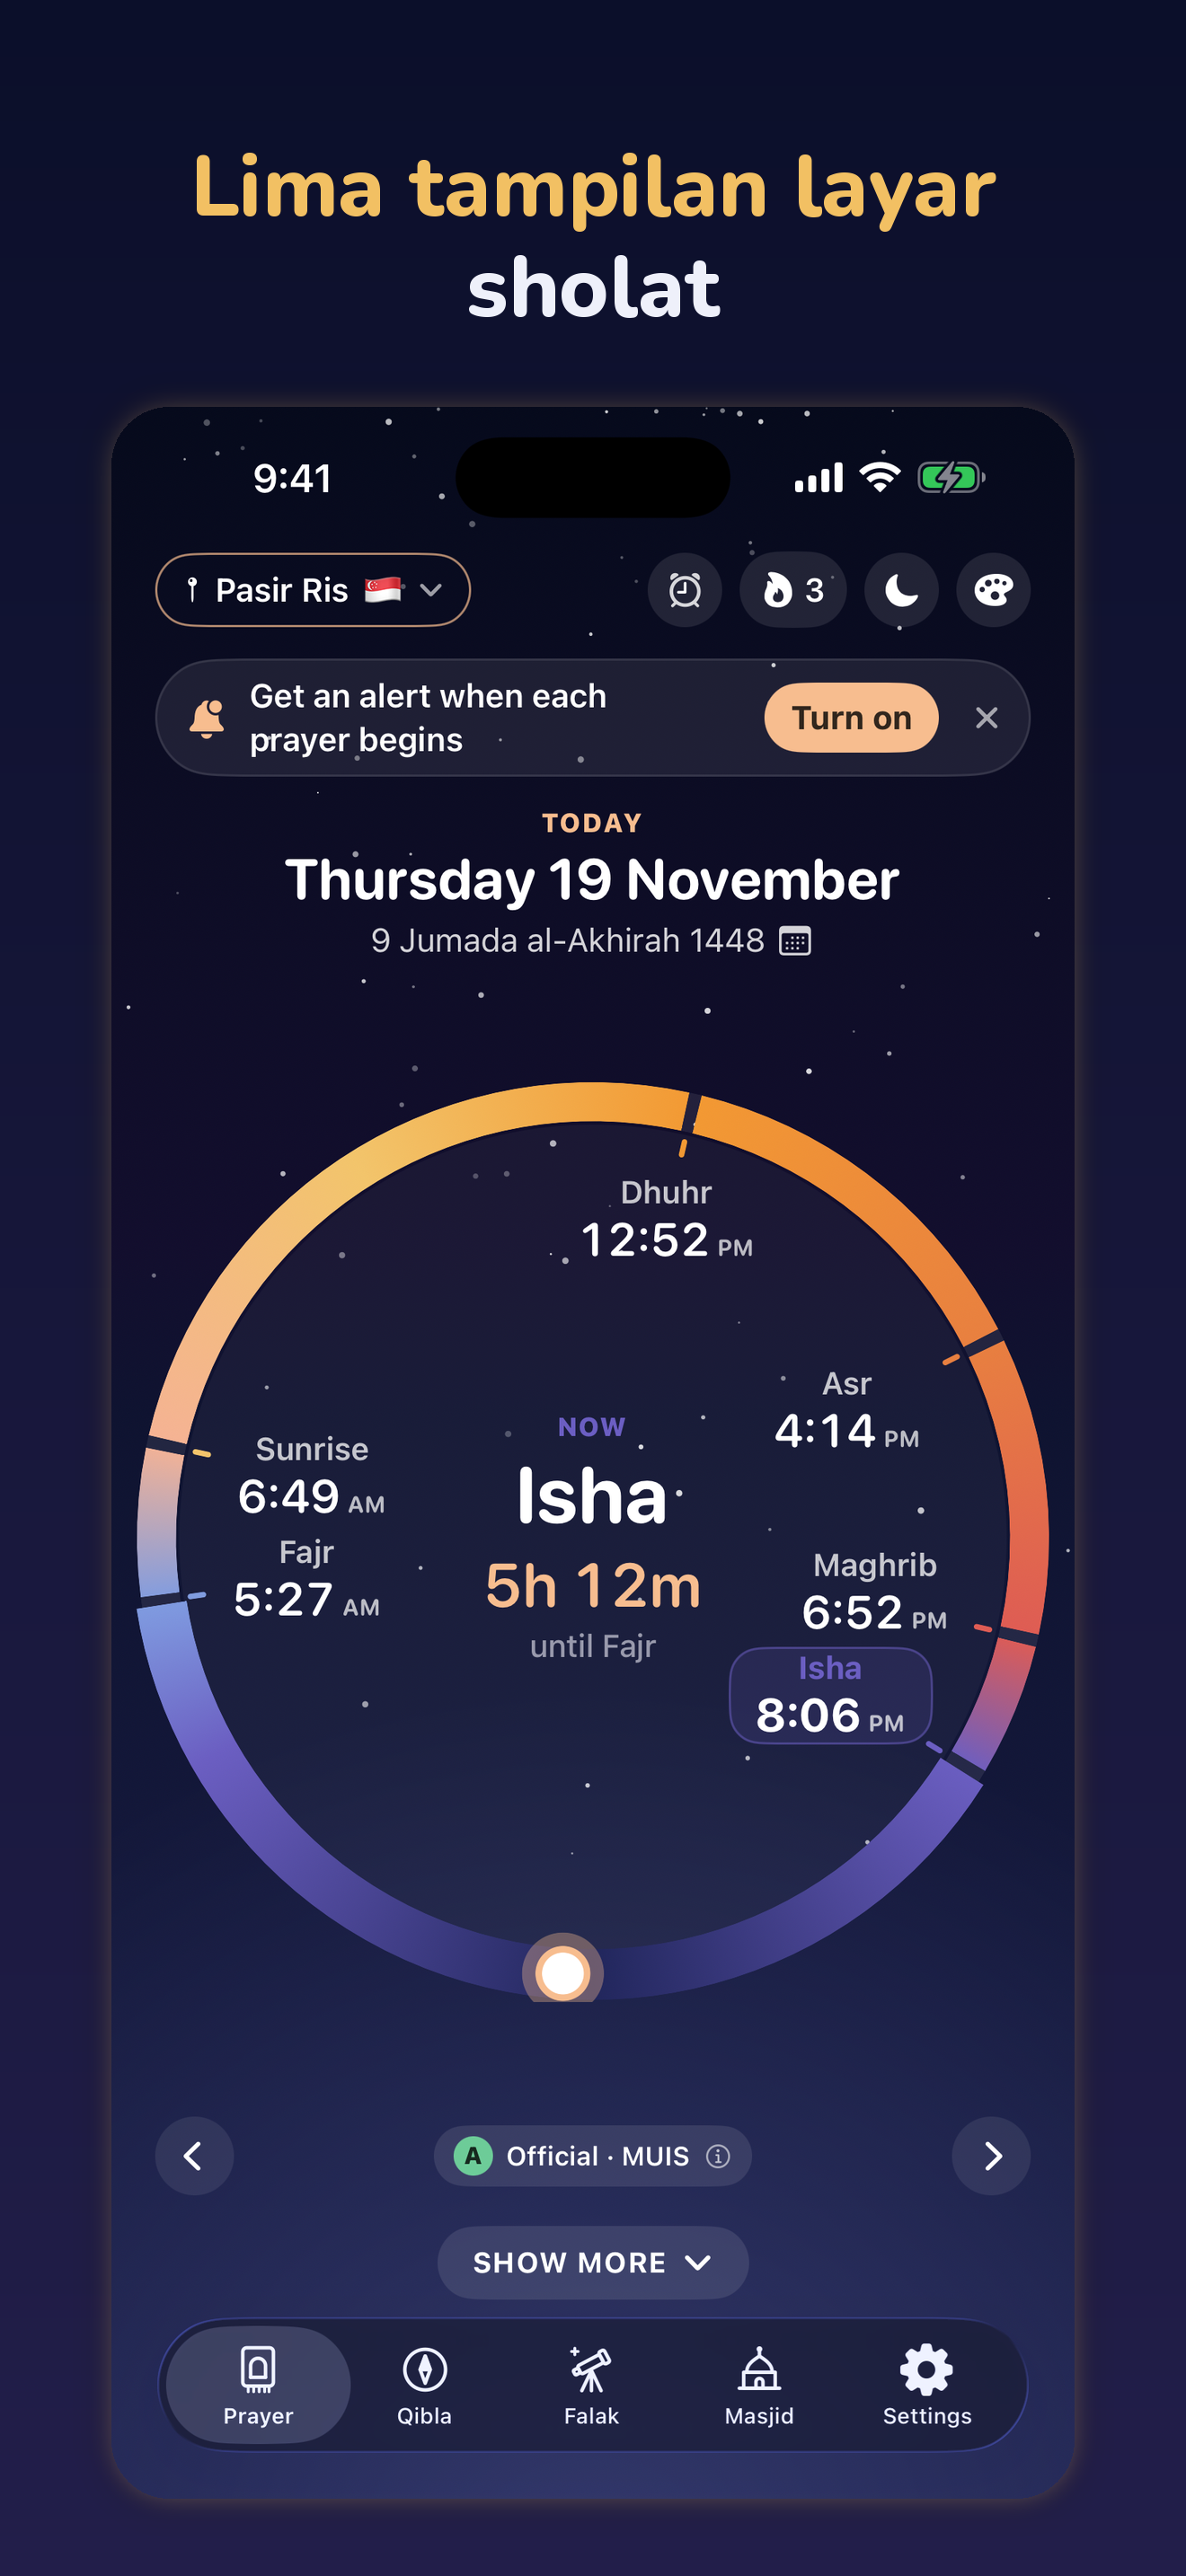 Lima tampilan layar
sholat
9:41
Pasir Ris
3
Get an alert when each
prayer begins
Turn on
TODAY
Thursday 19 November
9 Jumada al-Akhirah 1448
Dhuhr
12:52 PM
Asr
4:14 PM
Sunrise
6:49 AM
Fajr
5:27 AM
NOW
Isha
5h 12m
until Fajr
Maghrib
6:52 PM
Isha
8:06 PM
A Official · MUIS
SHOW MORE
Prayer
Qibla
Falak
Masjid
Settings